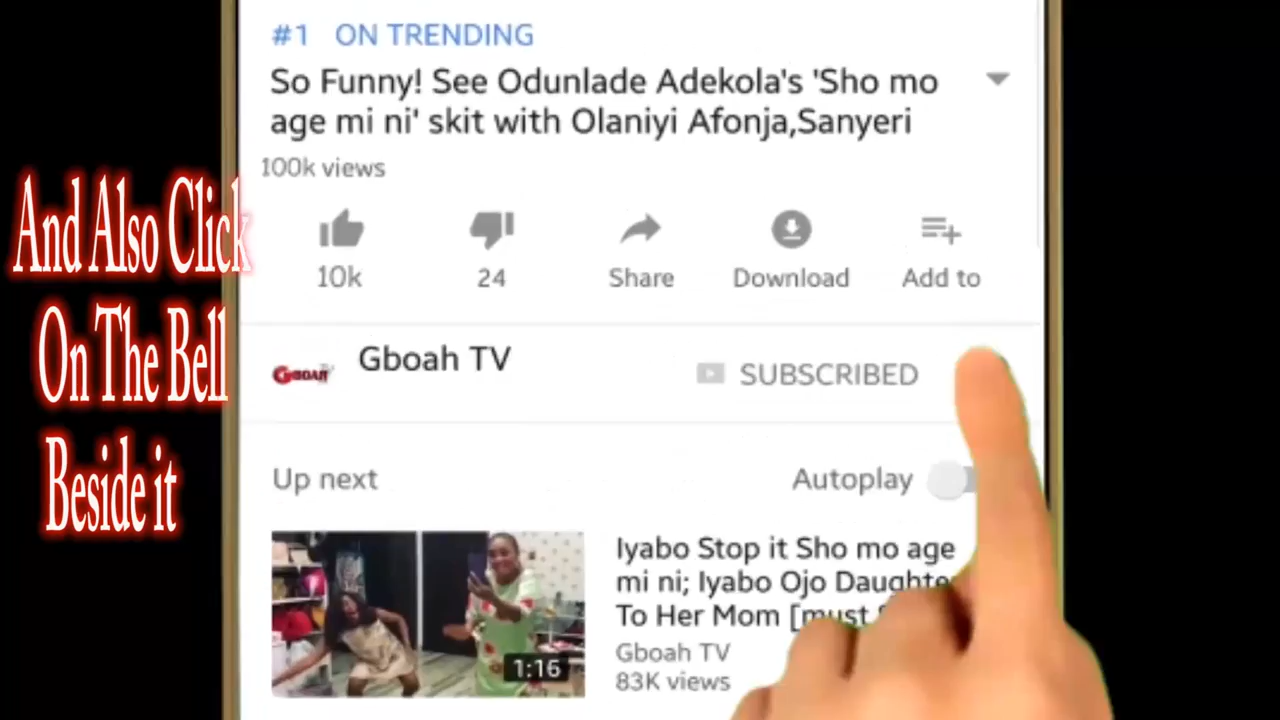 #1 ON TRENDING
So Funny! See Odunlade Adekola's 'Sho mo
age mi ni' skit with Olaniyi Afonja,Sanyeri
100k views
10k
24
Share
Download
Add to
And Also Click
On The Bell
Beside it
GBOAH TV
Gboah TV
SUBSCRIBED
Up next
Autoplay
1:16
Iyabo Stop it Sho mo age
mi ni; Iyabo Ojo
To Her Mom [must
Gboah TV
83K views